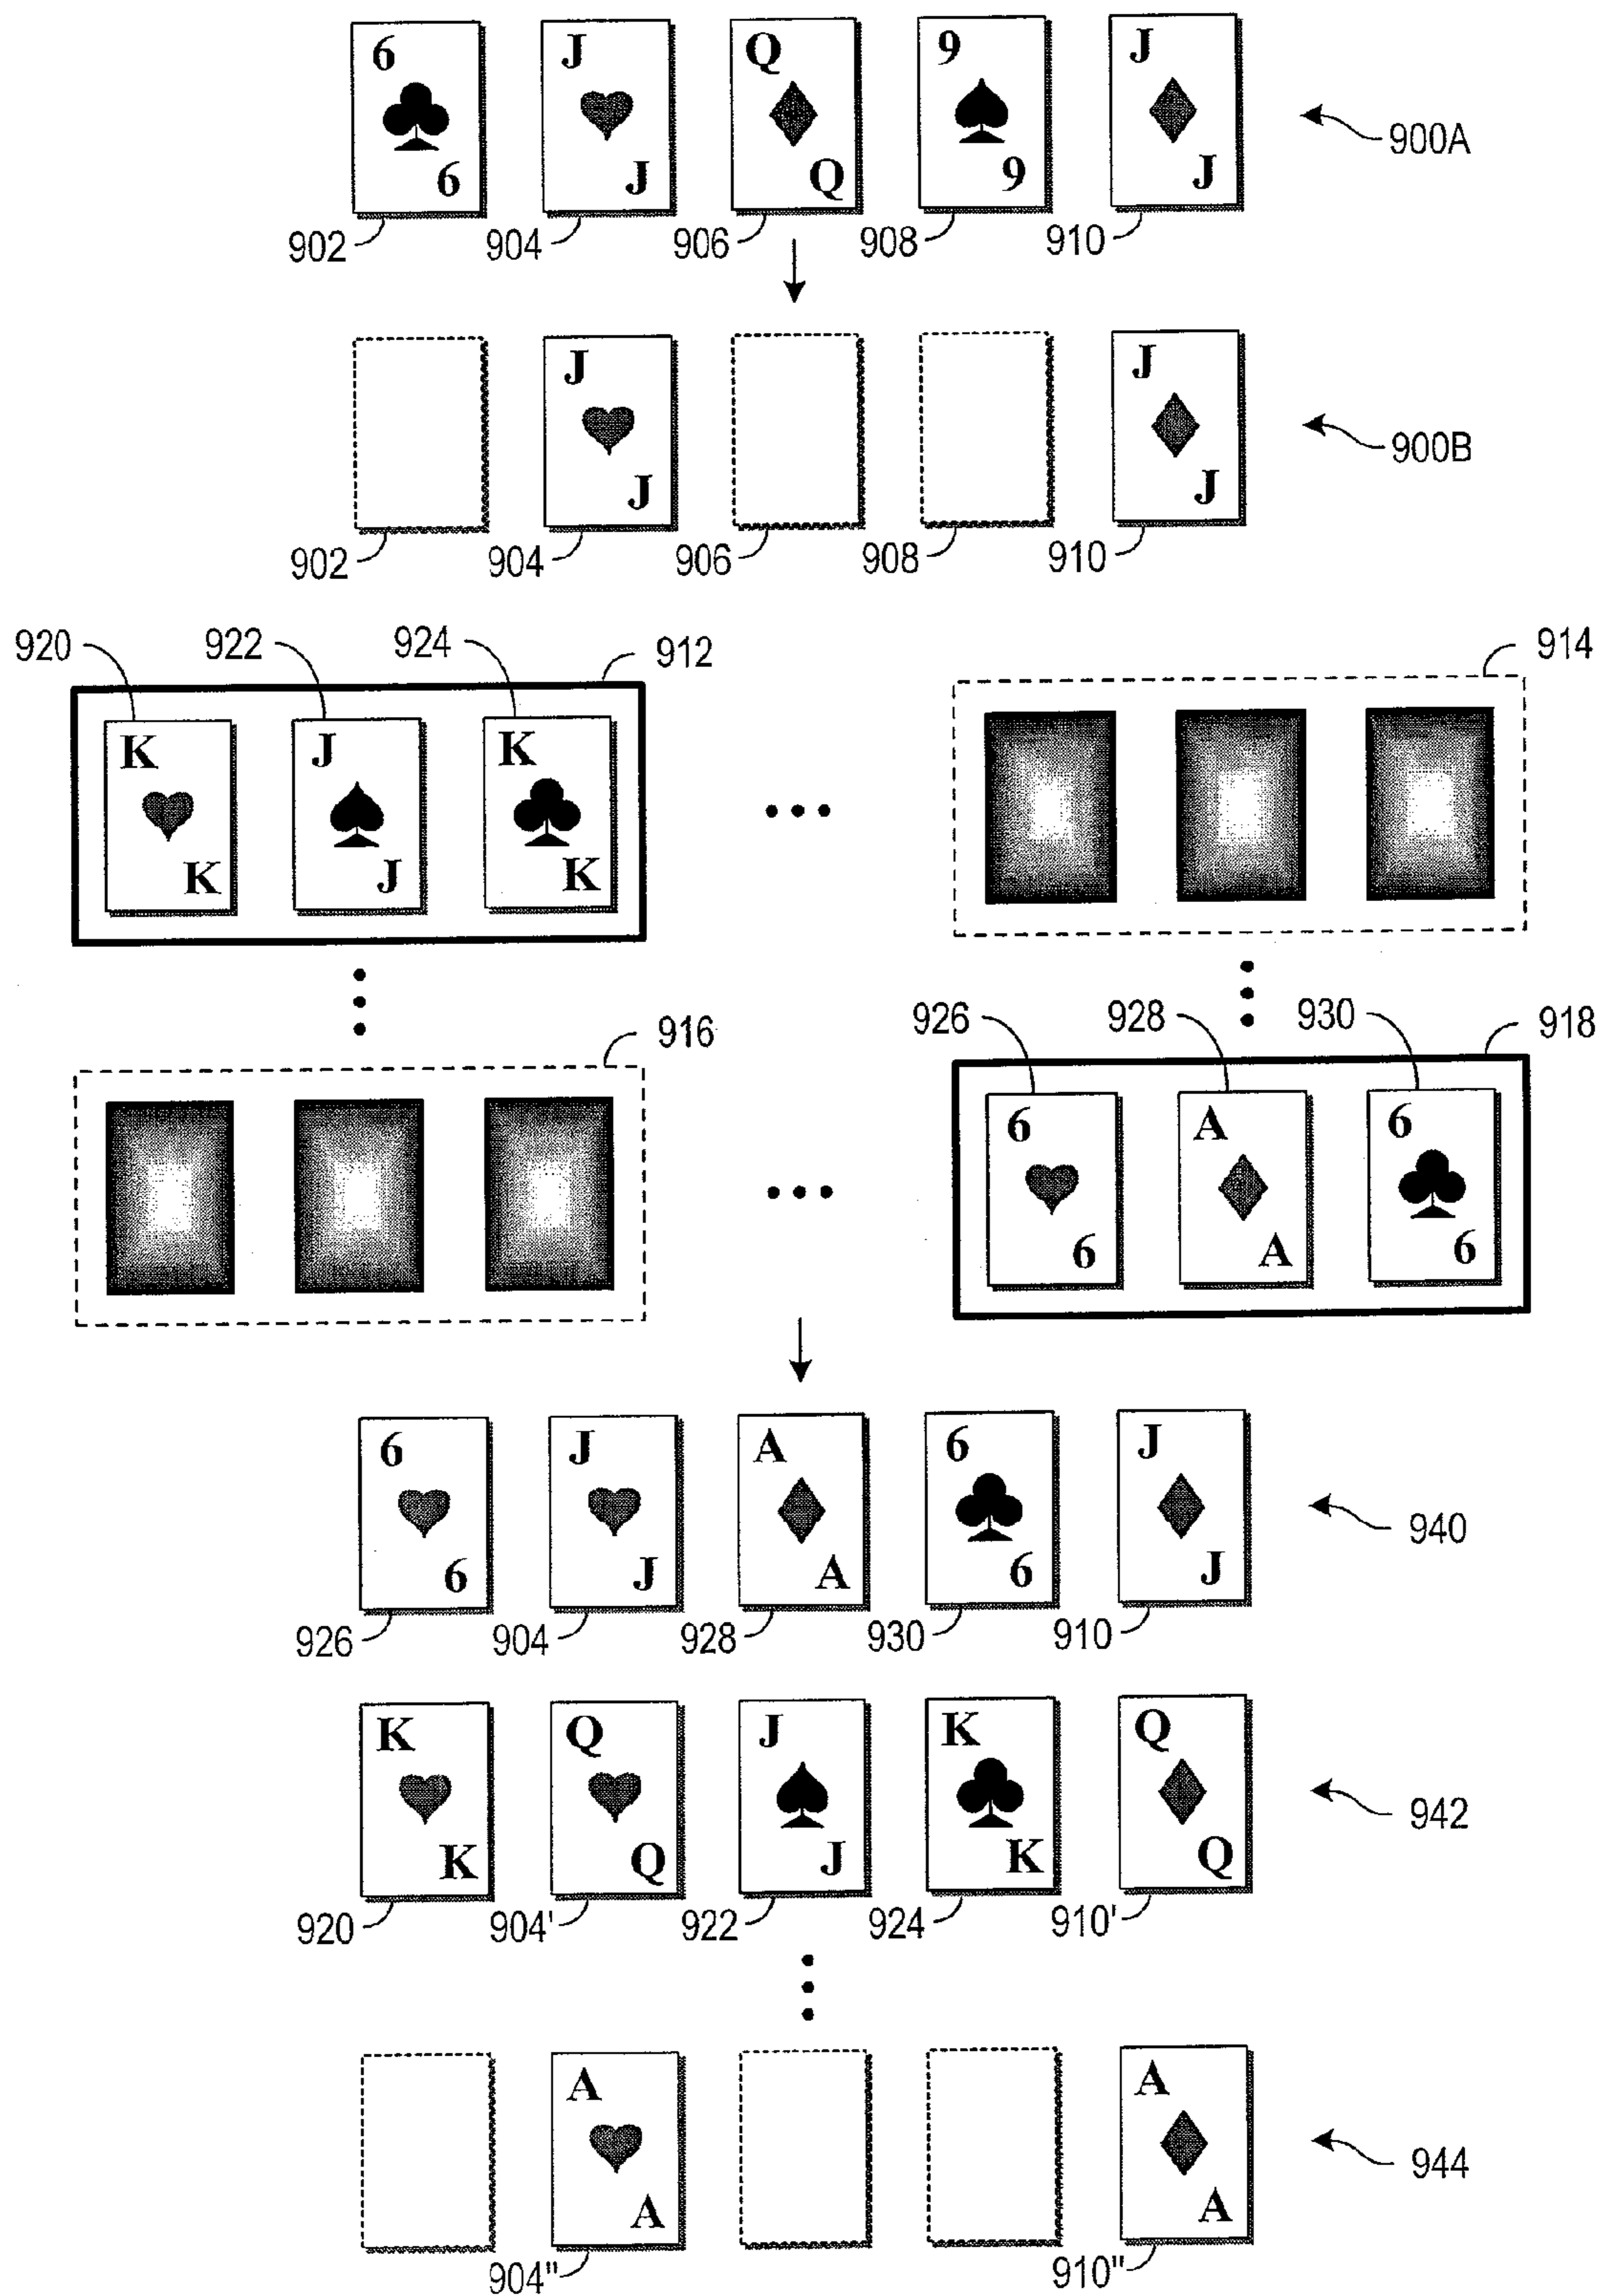 6 J Q 9 J
900A
6 J Q 9 J
902 904 906 908 910
J J
900B
J J
902 904 906 908 910
920 922 924 912 914
K J K
K J K
926 928 930 918
916
6 A 6
6 A 6
6 J A 6 J
940
6 J A 6 J
926 904 928 930 910
K Q J K Q
942
K Q J K Q
920 904' 922 924 910'
A A
944
A A
904" 910"